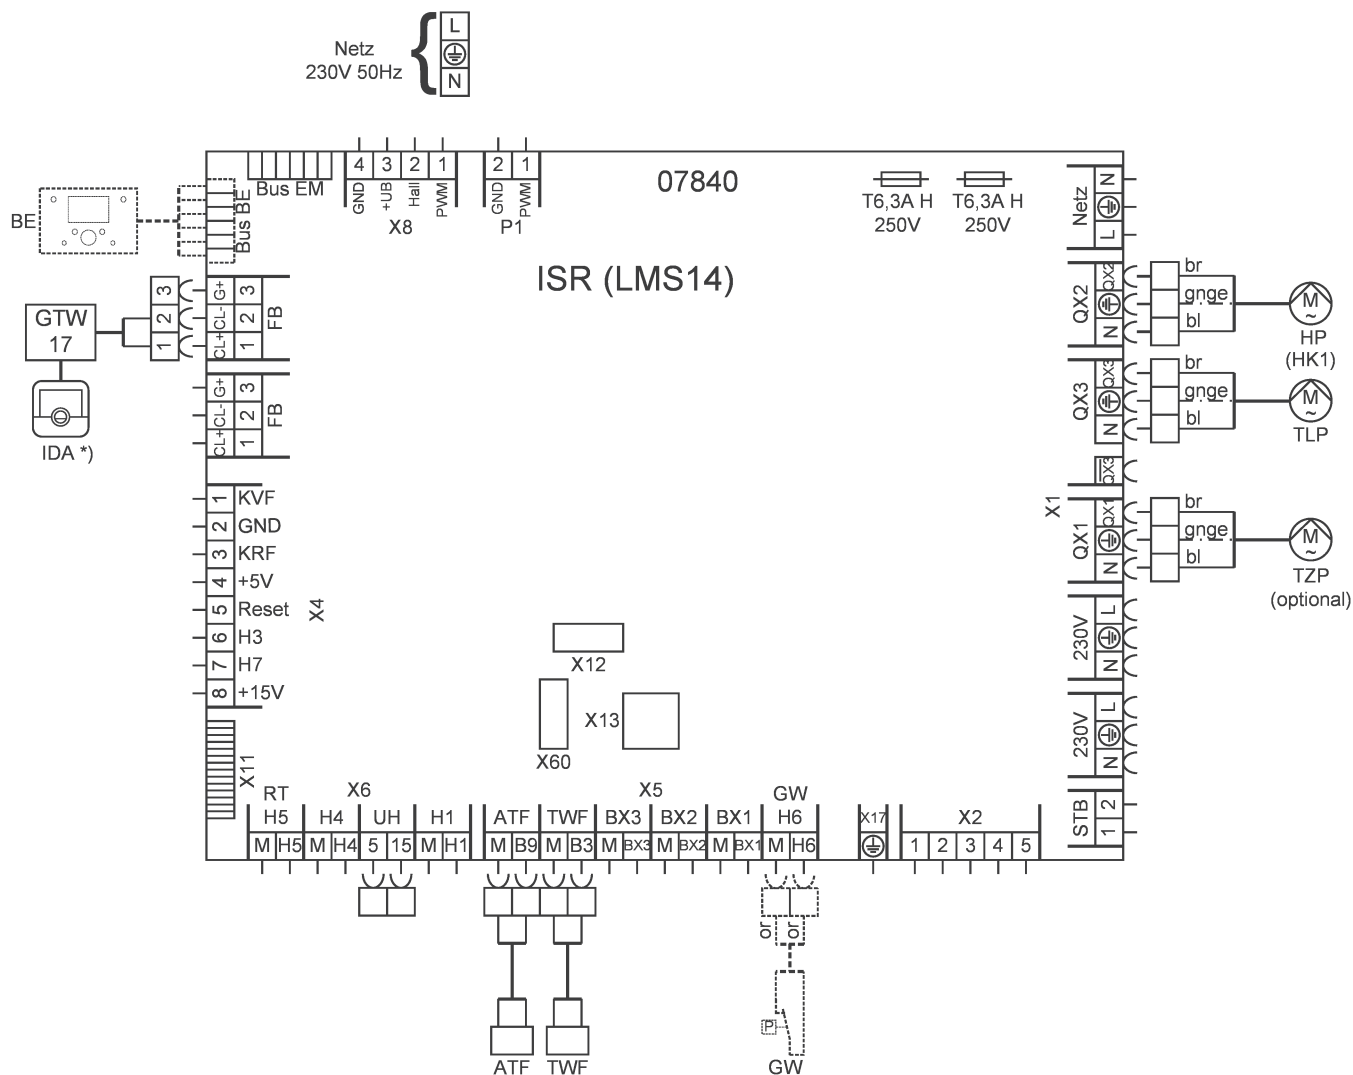 L
Netz
230V 50Hz
N
4 3 2 1
2 1
Bus EM
GND +UB Hall PWM
GND PWM
X8
P1
07840
T6,3A H
250V
T6,3A H
250V
ISR (LMS14)
BE
Bus BE
GTW
17
IDA *)
3 G+ 3
2 CL- 2
1 CL+ 1
FB
G+ 3
CL- 2
CL+ 1
FB
1 KVF
2 GND
3 KRF
4 +5V
5 Reset
6 H3
7 H7
8 +15V
X4
X11
X12
X60
X13
Netz
N
L
QX2
QX2
N
br
gnge
bl
M
~
HP
(HK1)
QX3
QX3
N
br
gnge
bl
M
~
TLP
QX3
X1
QX1
QX1
N
br
gnge
bl
M
~
TZP
(optional)
230V
L
N
230V
L
N
STB
2
1
RT
X6
X5
GW
H5 H4 UH H1 ATF TWF BX3 BX2 BX1 H6 X17 X2
M H5 M H4 5 15 M H1 M B9 M B3 M BX3 M BX2 M BX1 M H6 1 2 3 4 5
or or
P
ATF TWF GW